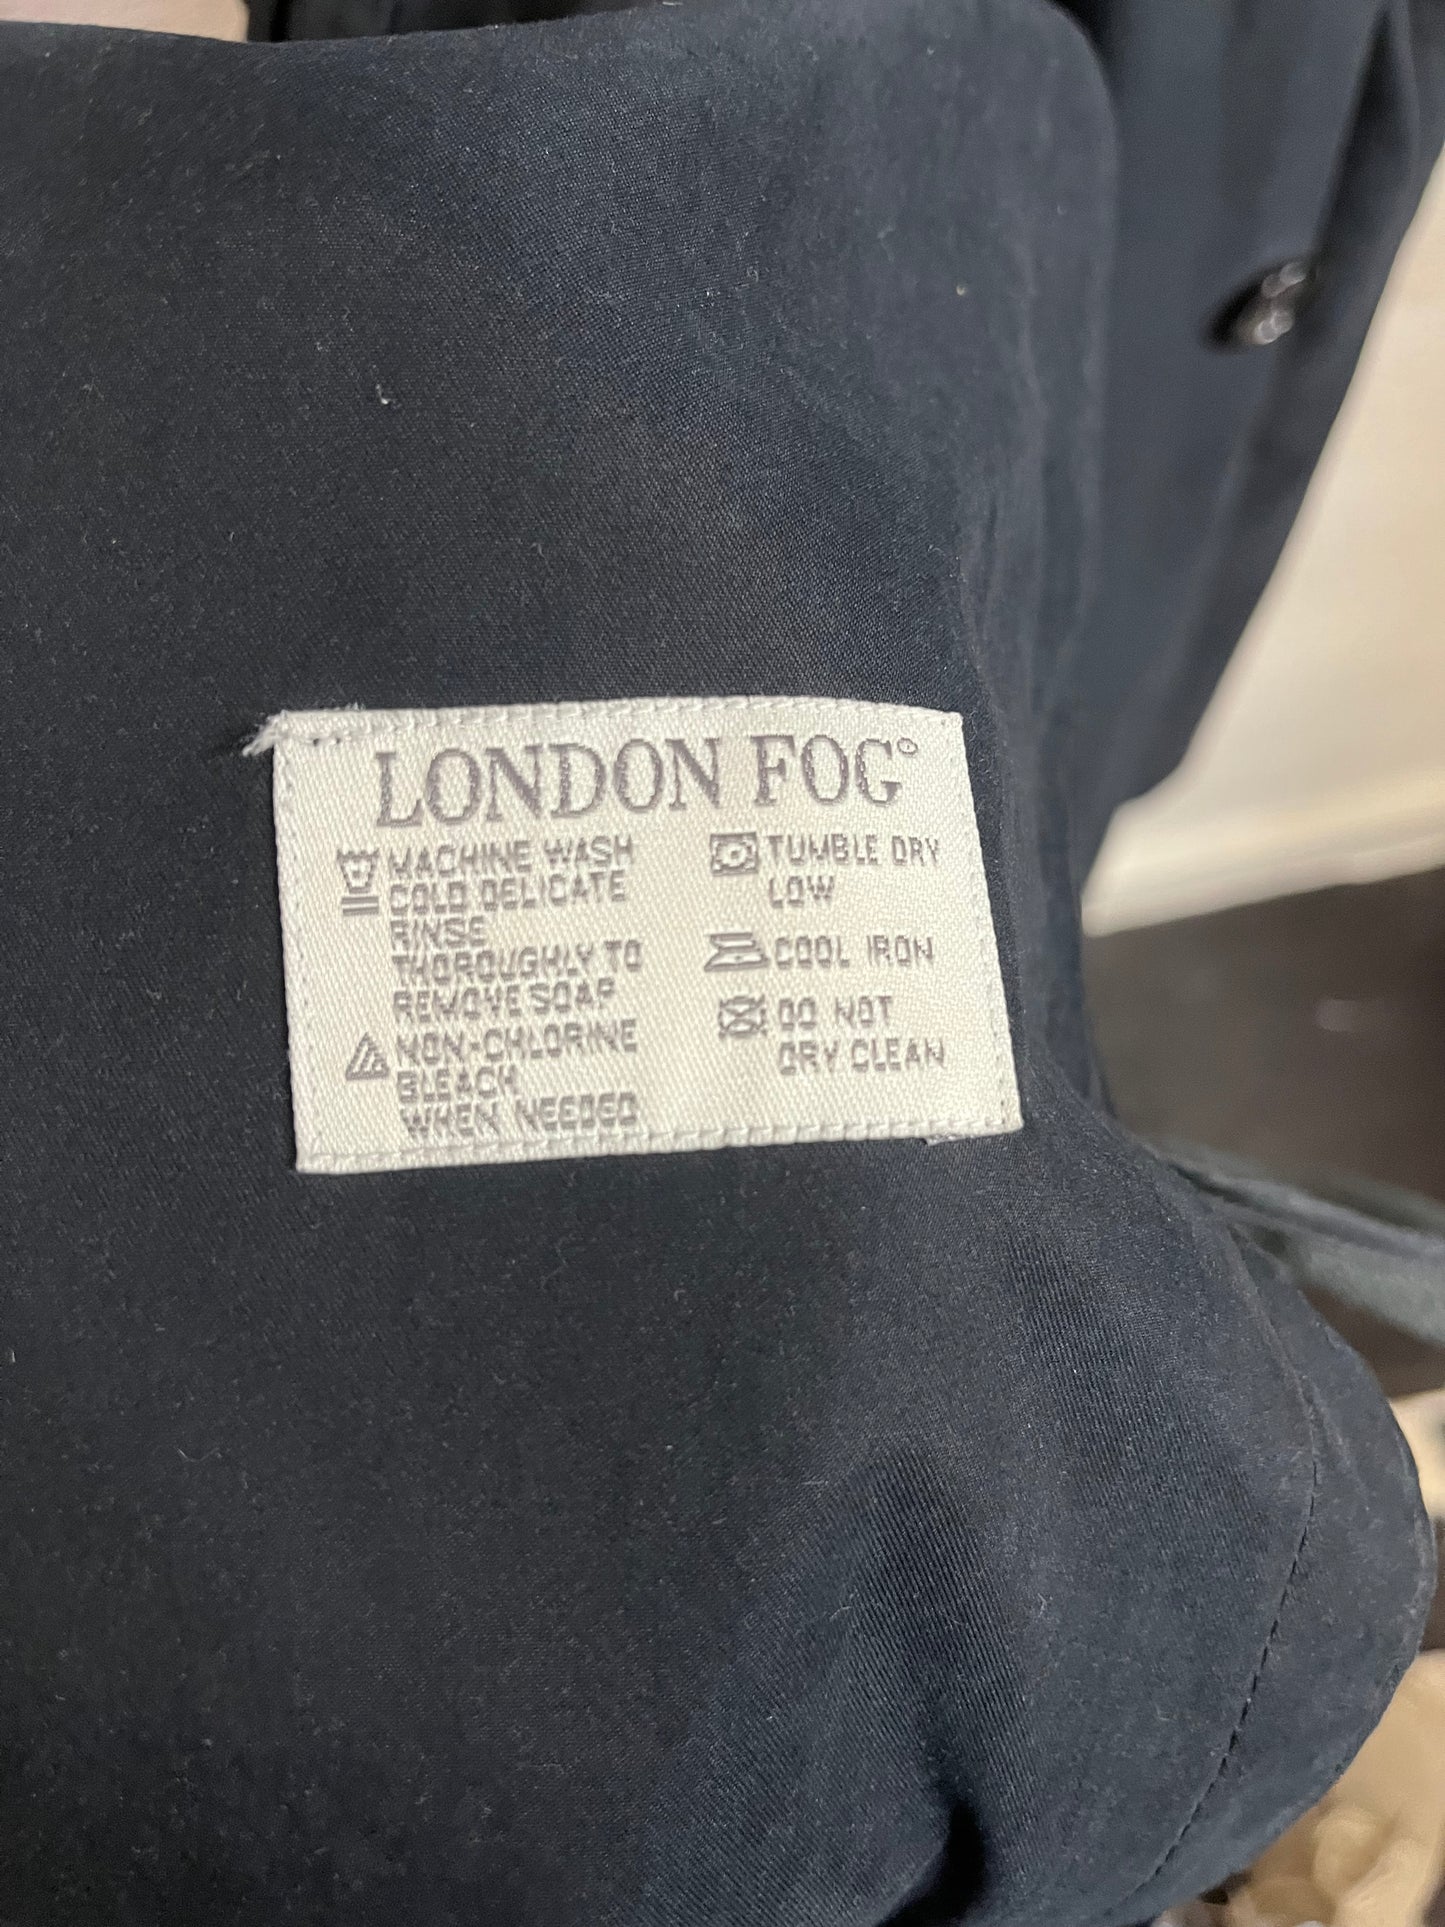 LONDON FOG®
MACHINE WASH
COLD DELICATE
RINSE
THOROUGHLY TO
REMOVE SOAP
NON-CHLORINE
BLEACH
WHEN NEEDED
TUMBLE DRY
LOW
COOL IRON
DO NOT
DRY CLEAN